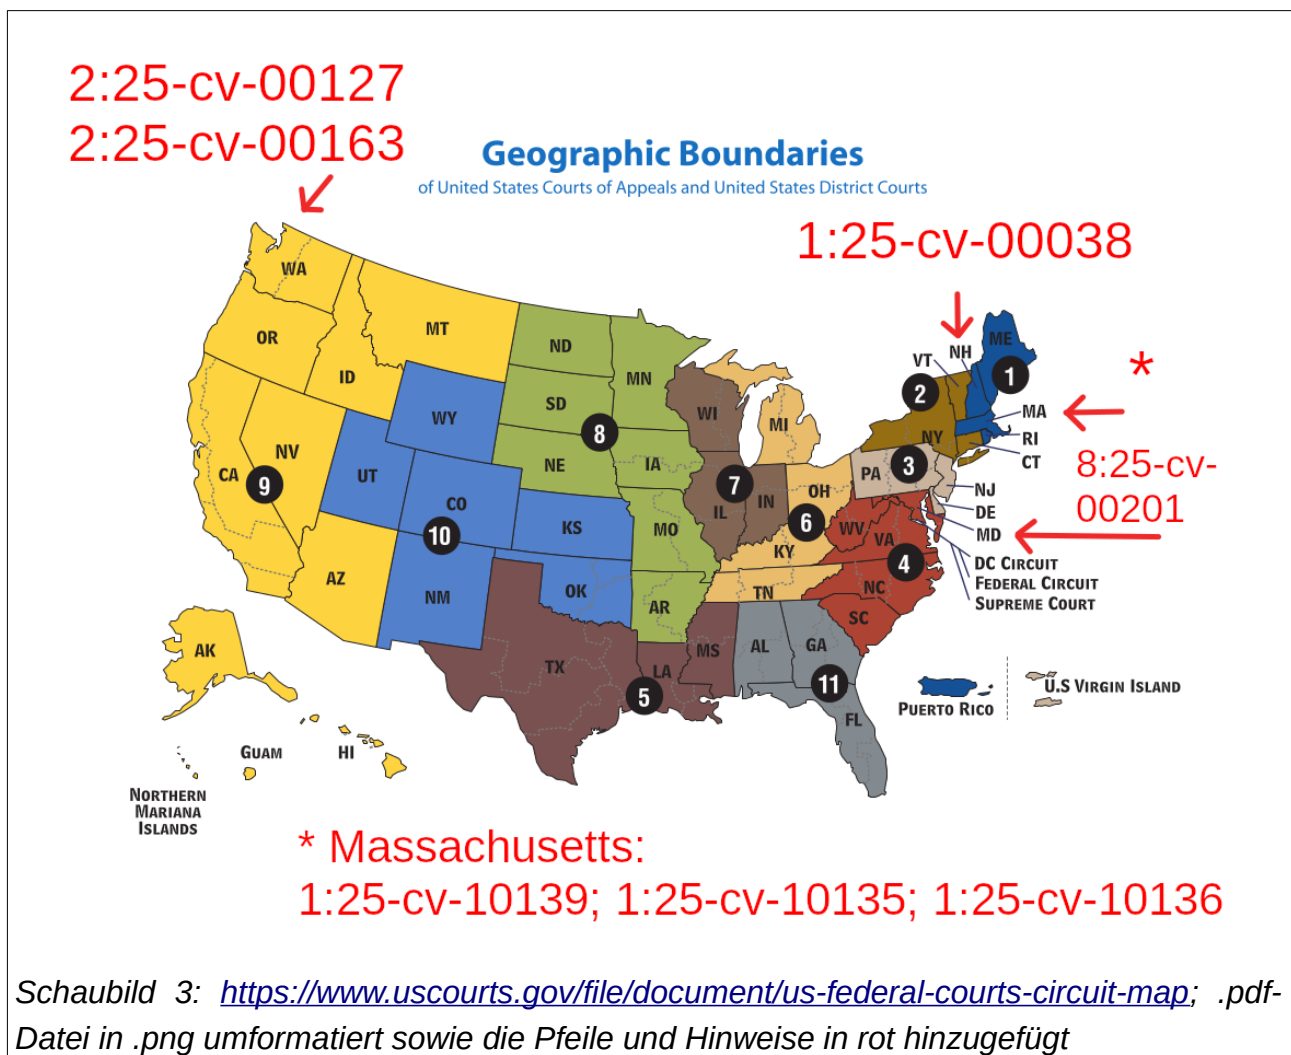 2:25-cv-00127
2:25-cv-00163
Geographic Boundaries
of United States Courts of Appeals and United States District Courts
1:25-cv-00038
WA
OR
ID
MT
ND
MN
SD
WY
NE
8
IA
WI
MI
VT
NH
ME
1
2
*
MA
NY
RI
CT
8:25-cv-
00201
CA
NV
9
UT
CO
10
KS
MO
7
IL
IN
OH
6
PA
3
NJ
DE
MD
WV
VA
KY
4
DC CIRCUIT
FEDERAL CIRCUIT
SUPREME COURT
AZ
NM
OK
AR
TN
NC
SC
TX
LA
5
MS
AL
GA
11
FL
AK
HI
GUAM
NORTHERN
MARIANA
ISLANDS
PUERTO RICO
U.S VIRGIN ISLAND
* Massachusetts:
1:25-cv-10139; 1:25-cv-10135; 1:25-cv-10136
Schaubild 3: https://www.uscourts.gov/file/document/us-federal-courts-circuit-map; .pdf-
Datei in .png umformatiert sowie die Pfeile und Hinweise in rot hinzugefügt